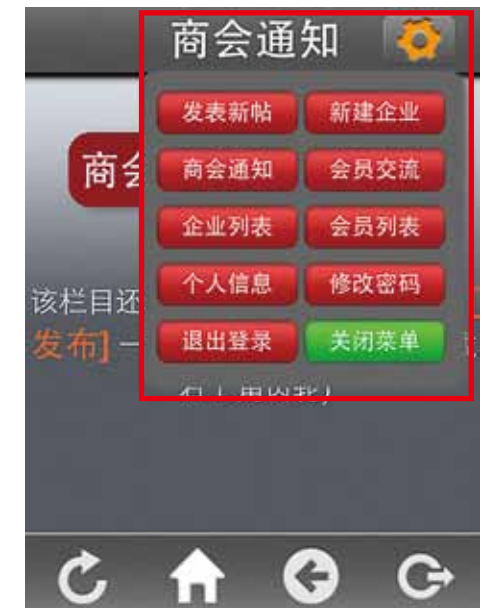 商会通知
发表新帖 新建企业
商会通知 会员交流
商会
企业列表 会员列表
个人信息 修改密码
该栏目还
退出登录 关闭菜单
发布] 一